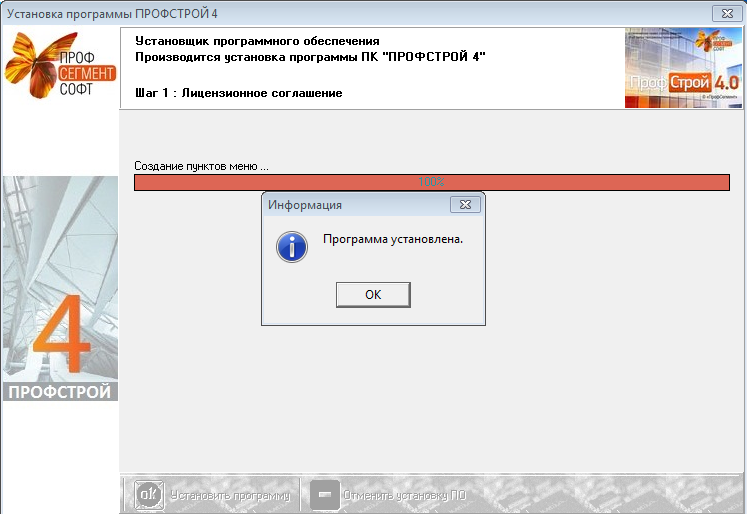 Установка программы ПРОФСТРОЙ 4
ПРОФ
СЕГМЕНТ
СОФТ
Установщик программного обеспечения
Производится установка программы ПК "ПРОФСТРОЙ 4"
Шаг 1 : Лицензионное соглашение
Проф Строй 4.0
© «ПрофСегмент»
Создание пунктов меню ...
100%
Информация
Программа установлена.
OK
4
ПРОФСТРОЙ
ok Установить программу
Отменить установку ПО